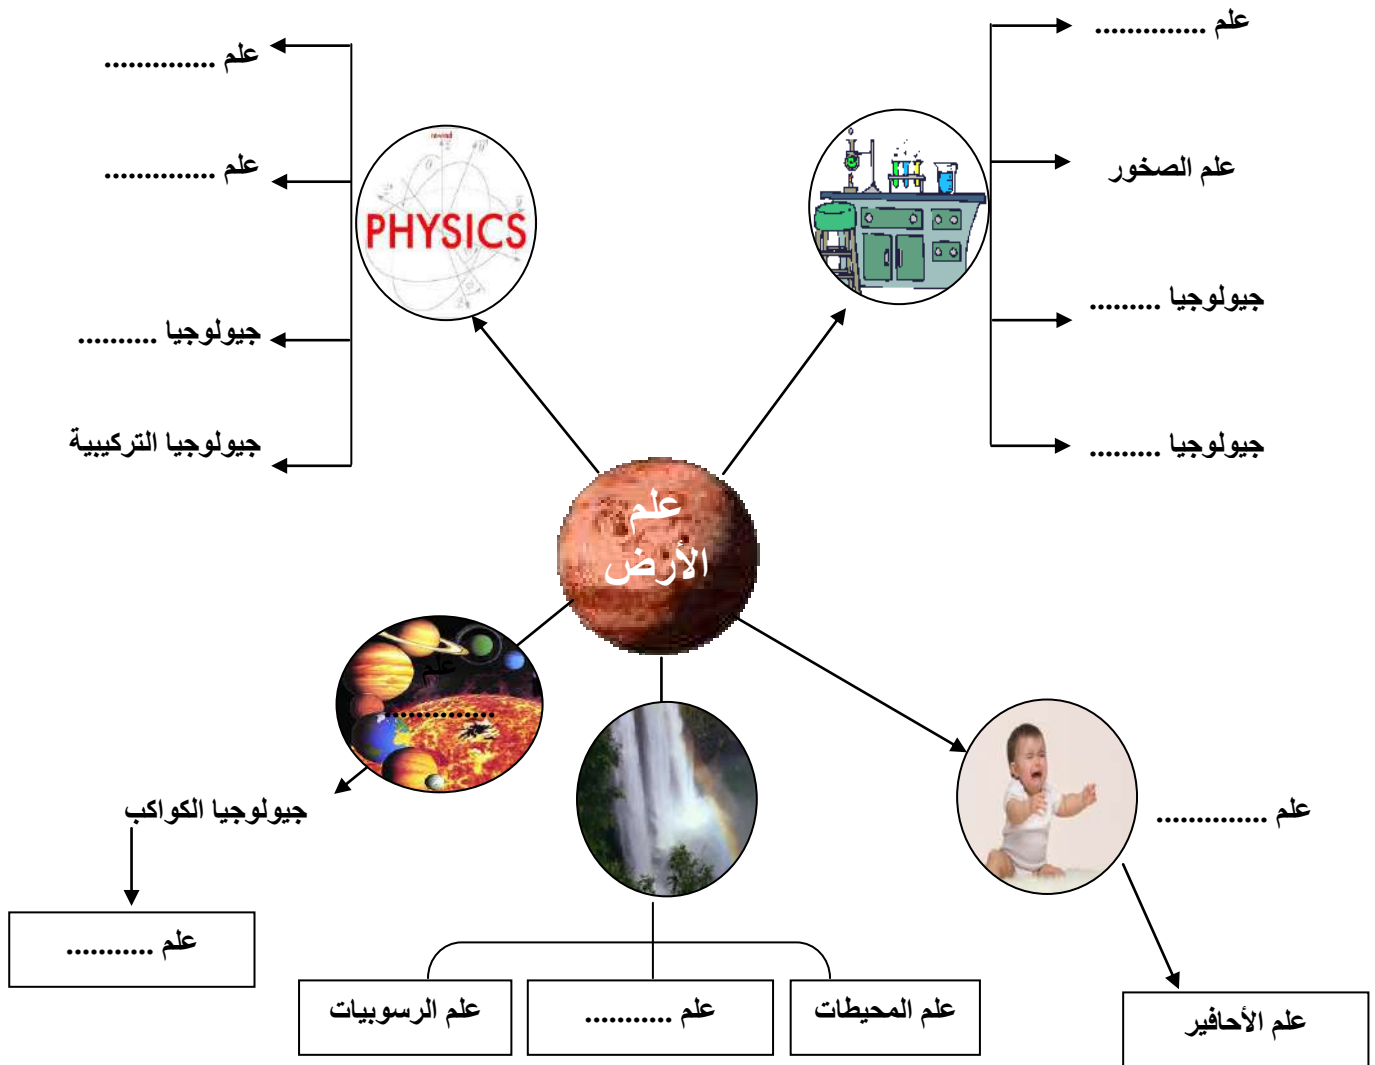 علم ..............
علم ..............
علم ..............
علم الصخور
جيولوجيا ..........
جيولوجيا .........
جيولوجيا التركيبية
جيولوجيا .........
PHYSICS
علم
الأرض
علم
..............
جيولوجيا الكواكب
علم ..............
علم ...........
علم الرسوبيات
علم ...........
علم المحيطات
علم الأحافير